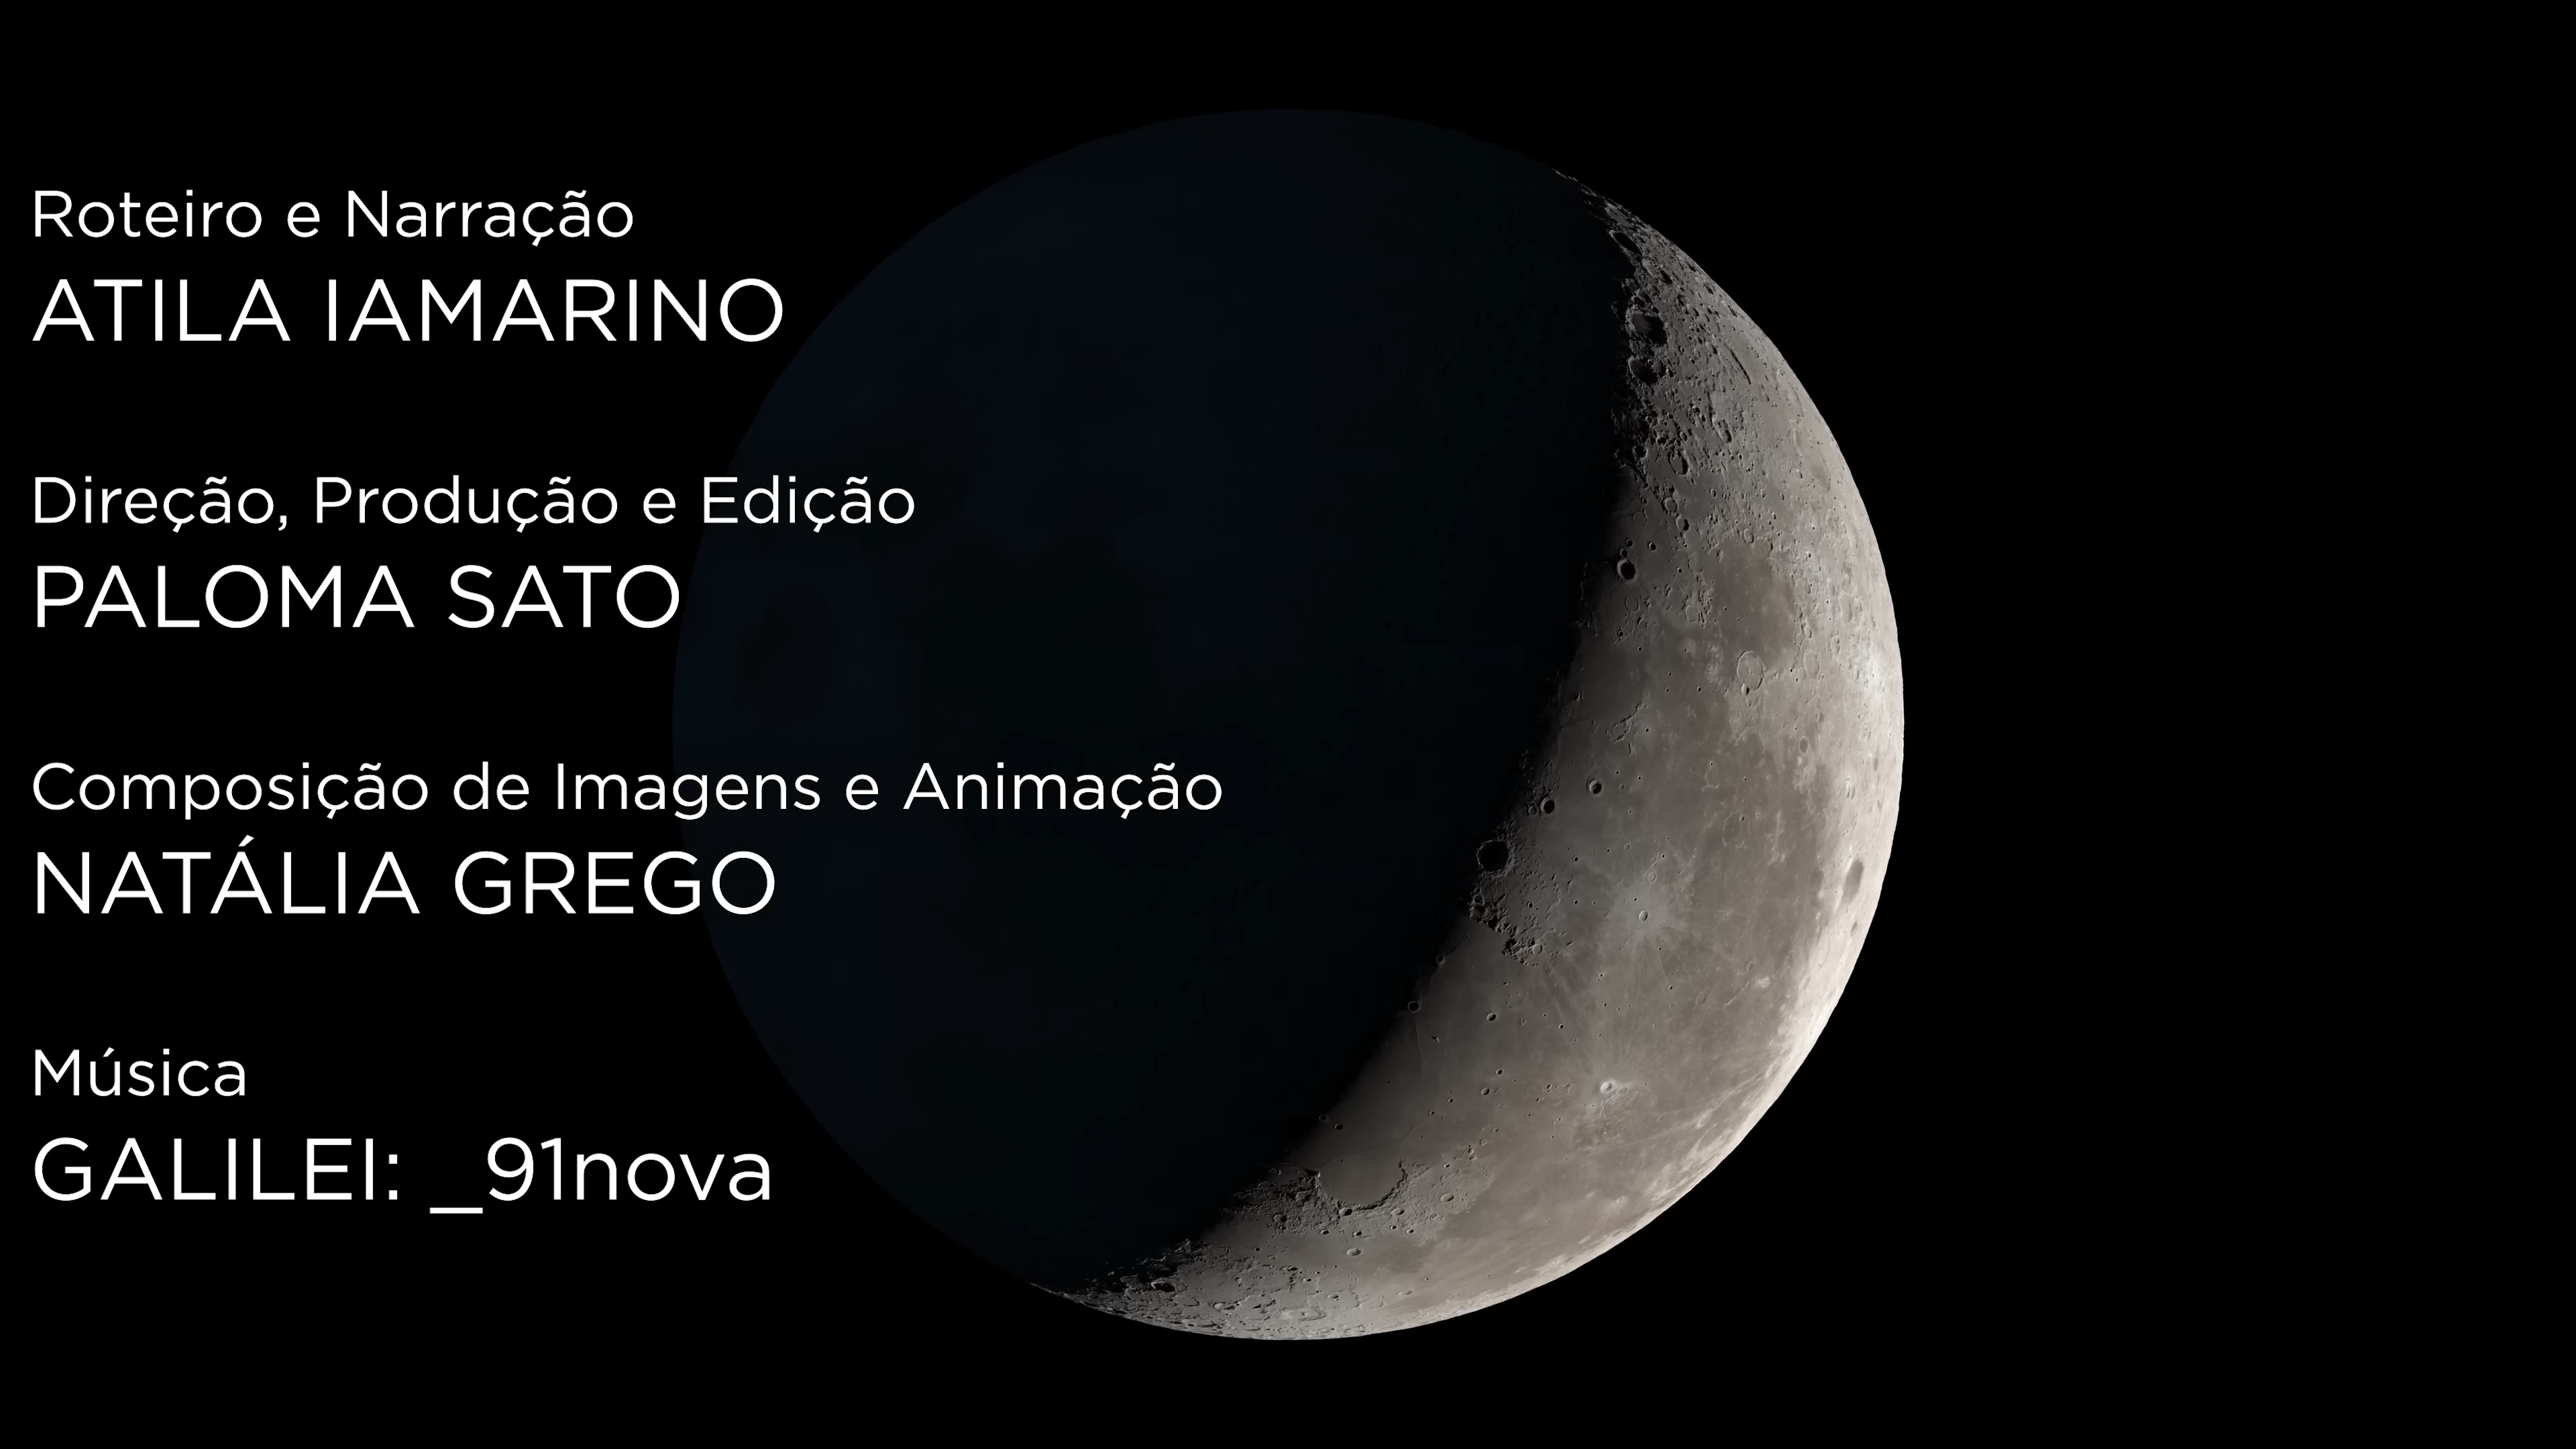 Roteiro e Narração
ATILA IAMARINO
Direção, Produção e Edição
PALOMA SATO
Composição de Imagens e Animação
NATÁLIA GREGO
Música
GALILEI: _91nova